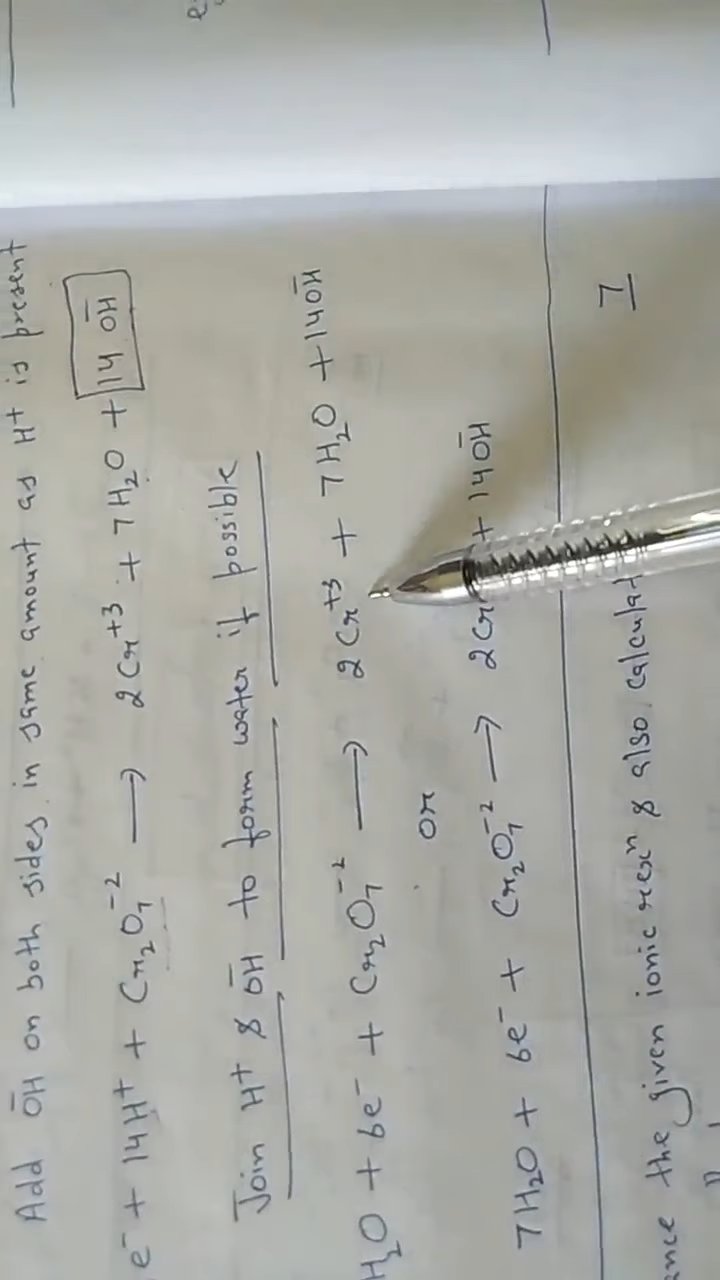 Add OH⁻ on both sides in same amount as H⁺ is present
e⁻ + 14H⁺ + Cr₂O₇⁻² ⟶ 2Cr⁺³ + 7H₂O + 14 OH⁻
Join H⁺ & OH⁻ to form water if possible
H₂O + 6e⁻ + Cr₂O₇⁻² ⟶ 2Cr⁺³ + 7H₂O + 14OH⁻
or
7H₂O + 6e⁻ + Cr₂O₇⁻² ⟶ 2Cr + 14OH⁻
the given ionic rexⁿ & also